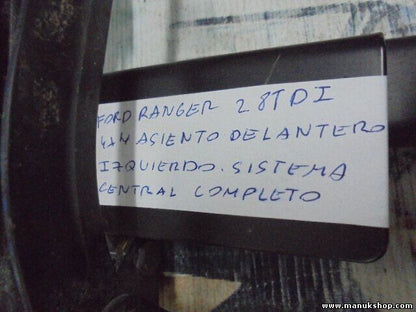 FORD RANGER 2.8TDI
4X4 ASIENTO DELANTERO
IZQUIERDO. SISTEMA
CENTRAL COMPLETO
www.manukshop.com